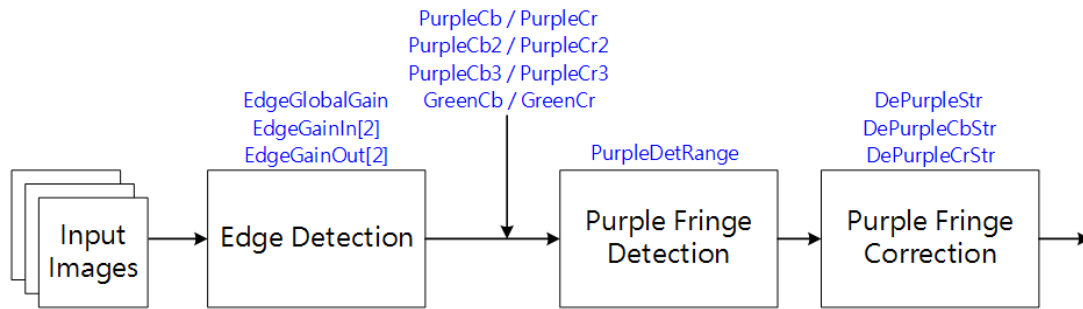 PurpleCb / PurpleCr
PurpleCb2 / PurpleCr2
PurpleCb3 / PurpleCr3
GreenCb / GreenCr
EdgeGlobalGain
EdgeGainIn[2]
EdgeGainOut[2]
PurpleDetRange
DePurpleStr
DePurpleCbStr
DePurpleCrStr
Input
Images
Edge Detection
Purple Fringe
Detection
Purple Fringe
Correction